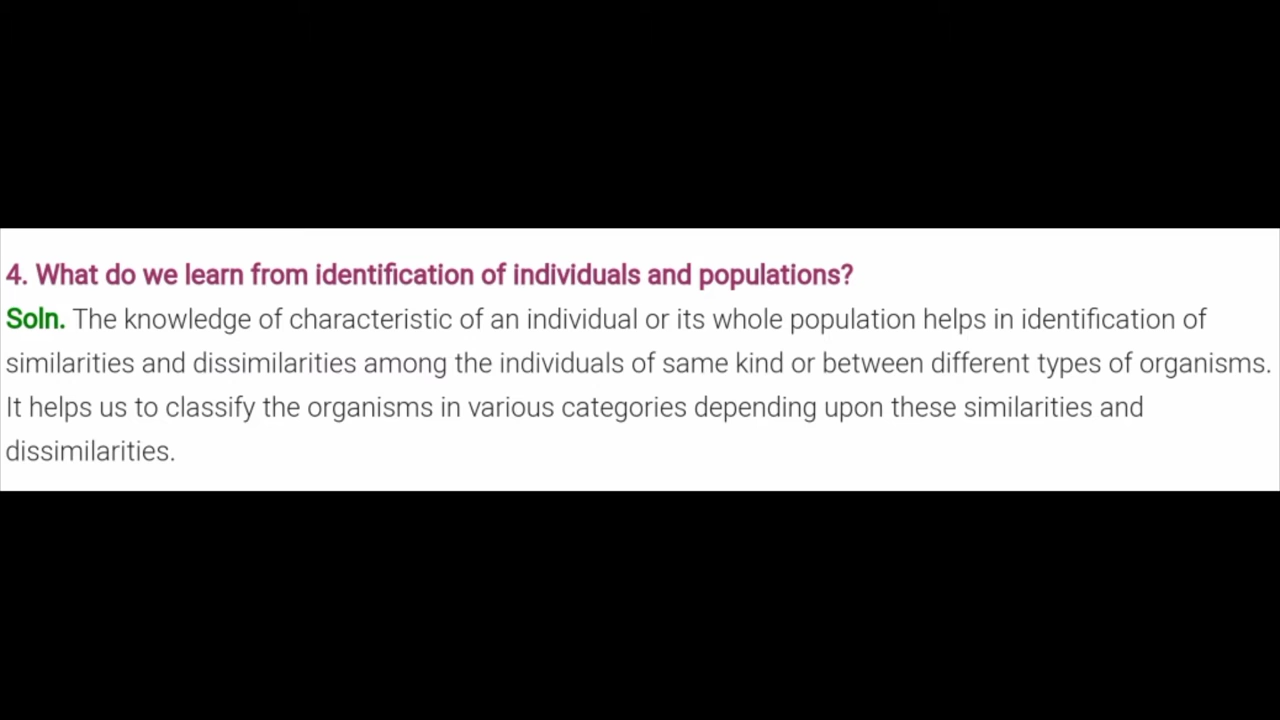 4. What do we learn from identification of individuals and populations?
Soln. The knowledge of characteristic of an individual or its whole population helps in identification of
similarities and dissimilarities among the individuals of same kind or between different types of organisms.
It helps us to classify the organisms in various categories depending upon these similarities and
dissimilarities.